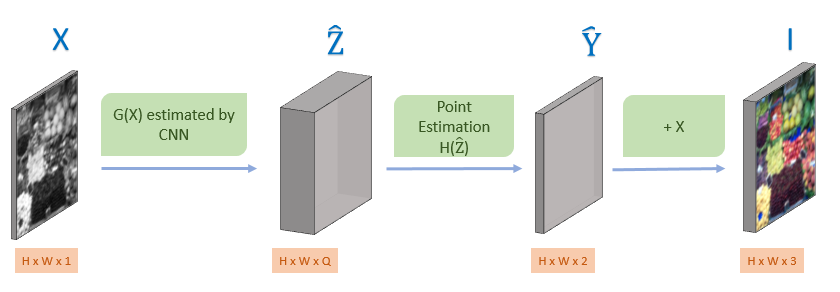 X
Ẑ
Ŷ
I
G(X) estimated by
CNN
Point
Estimation
H(Ẑ)
+ X
H x W x 1
H x W x Q
H x W x 2
H x W x 3